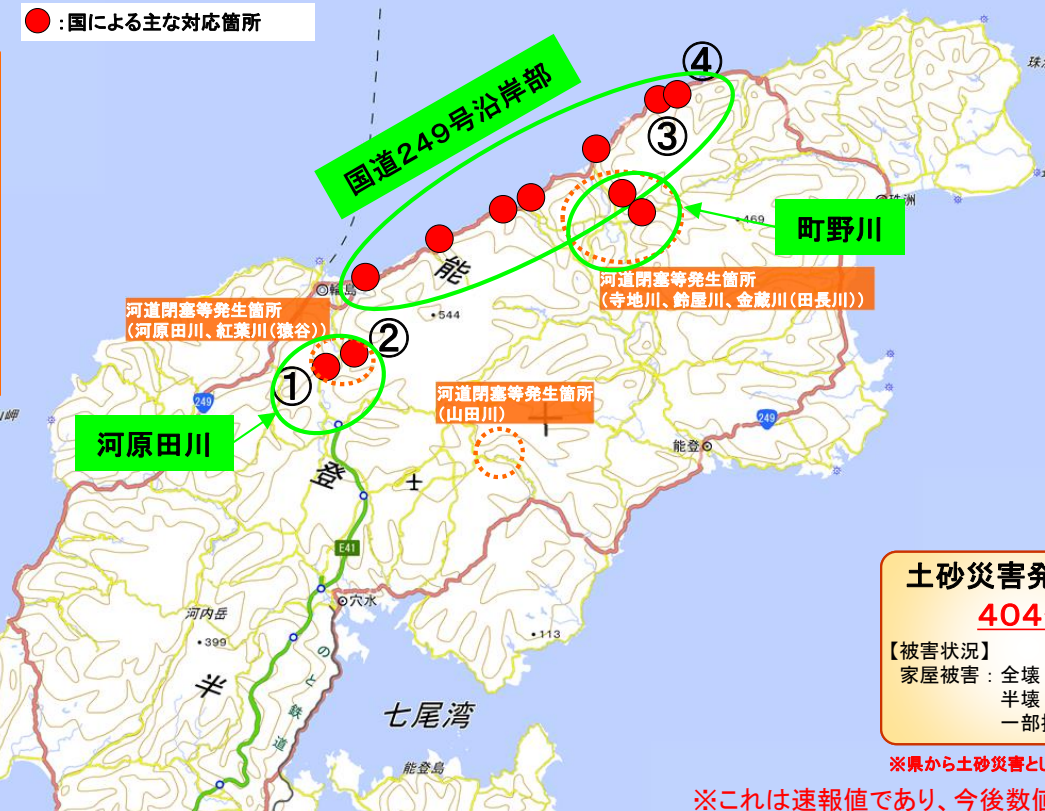 :国による主な対応箇所
④
国道249号沿岸部
③
珠洲
・469
町野川
能
河道閉塞等発生箇所
(寺地川、鈴屋川、金蔵川(田長川))
輪島
河道閉塞等発生箇所
(河原田川、紅葉川(猿谷))
・544
②
①
249
河道閉塞等発生箇所
(山田川)
249
岬
河原田川
能登
登
E41
穴水
土砂災害発
404
河内岳
・399
・113
【被害状況】
家屋被害：全壊
半壊
一部
半
のと鉄道
七尾湾
※県から土砂災害とし
能登島
※これは速報値であり、今後数値